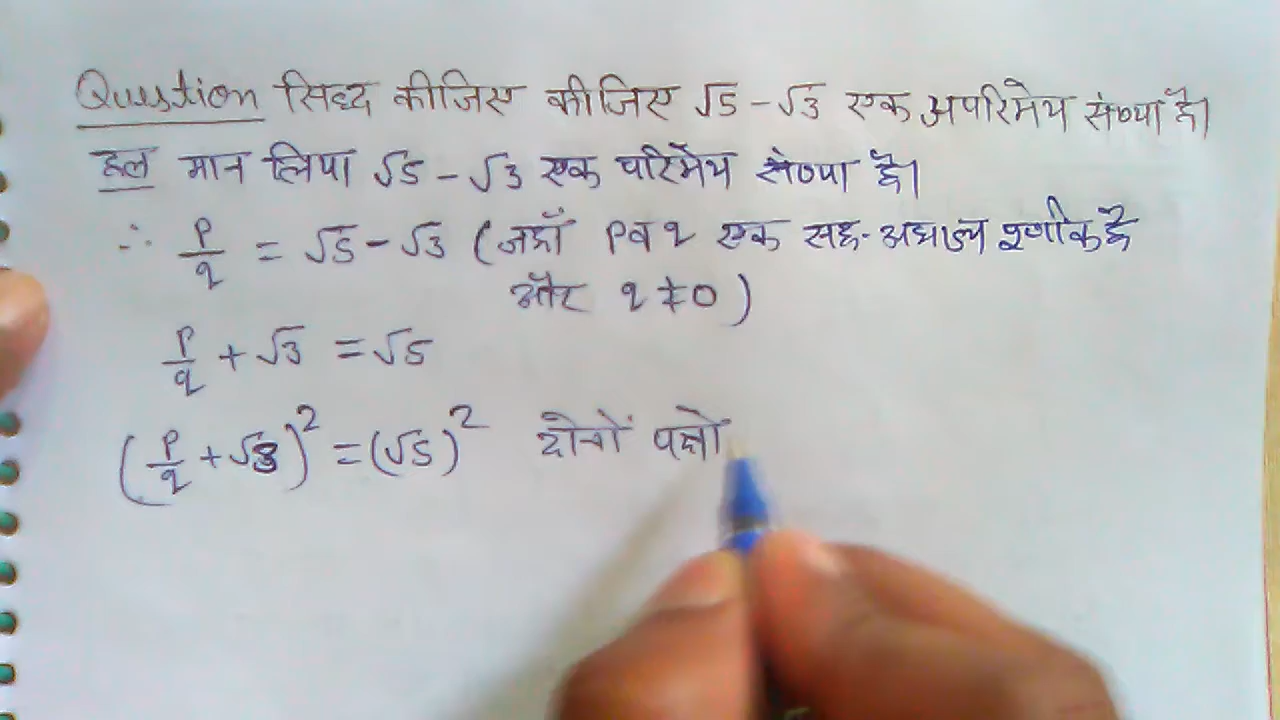 Question सिद्ध कीजिए कीजिए √5 - √3 एक अपरिमेय संख्या है।
हल मान लिया √5 - √3 एक परिमेय संख्या है।
∴ p/q = √5 - √3 (जहाँ p व q एक सह-अभाज्य पूर्णांक है
और q ≠ 0)
p/q + √3 = √5
(p/q + √3)² = (√5)² दोनों पक्षों